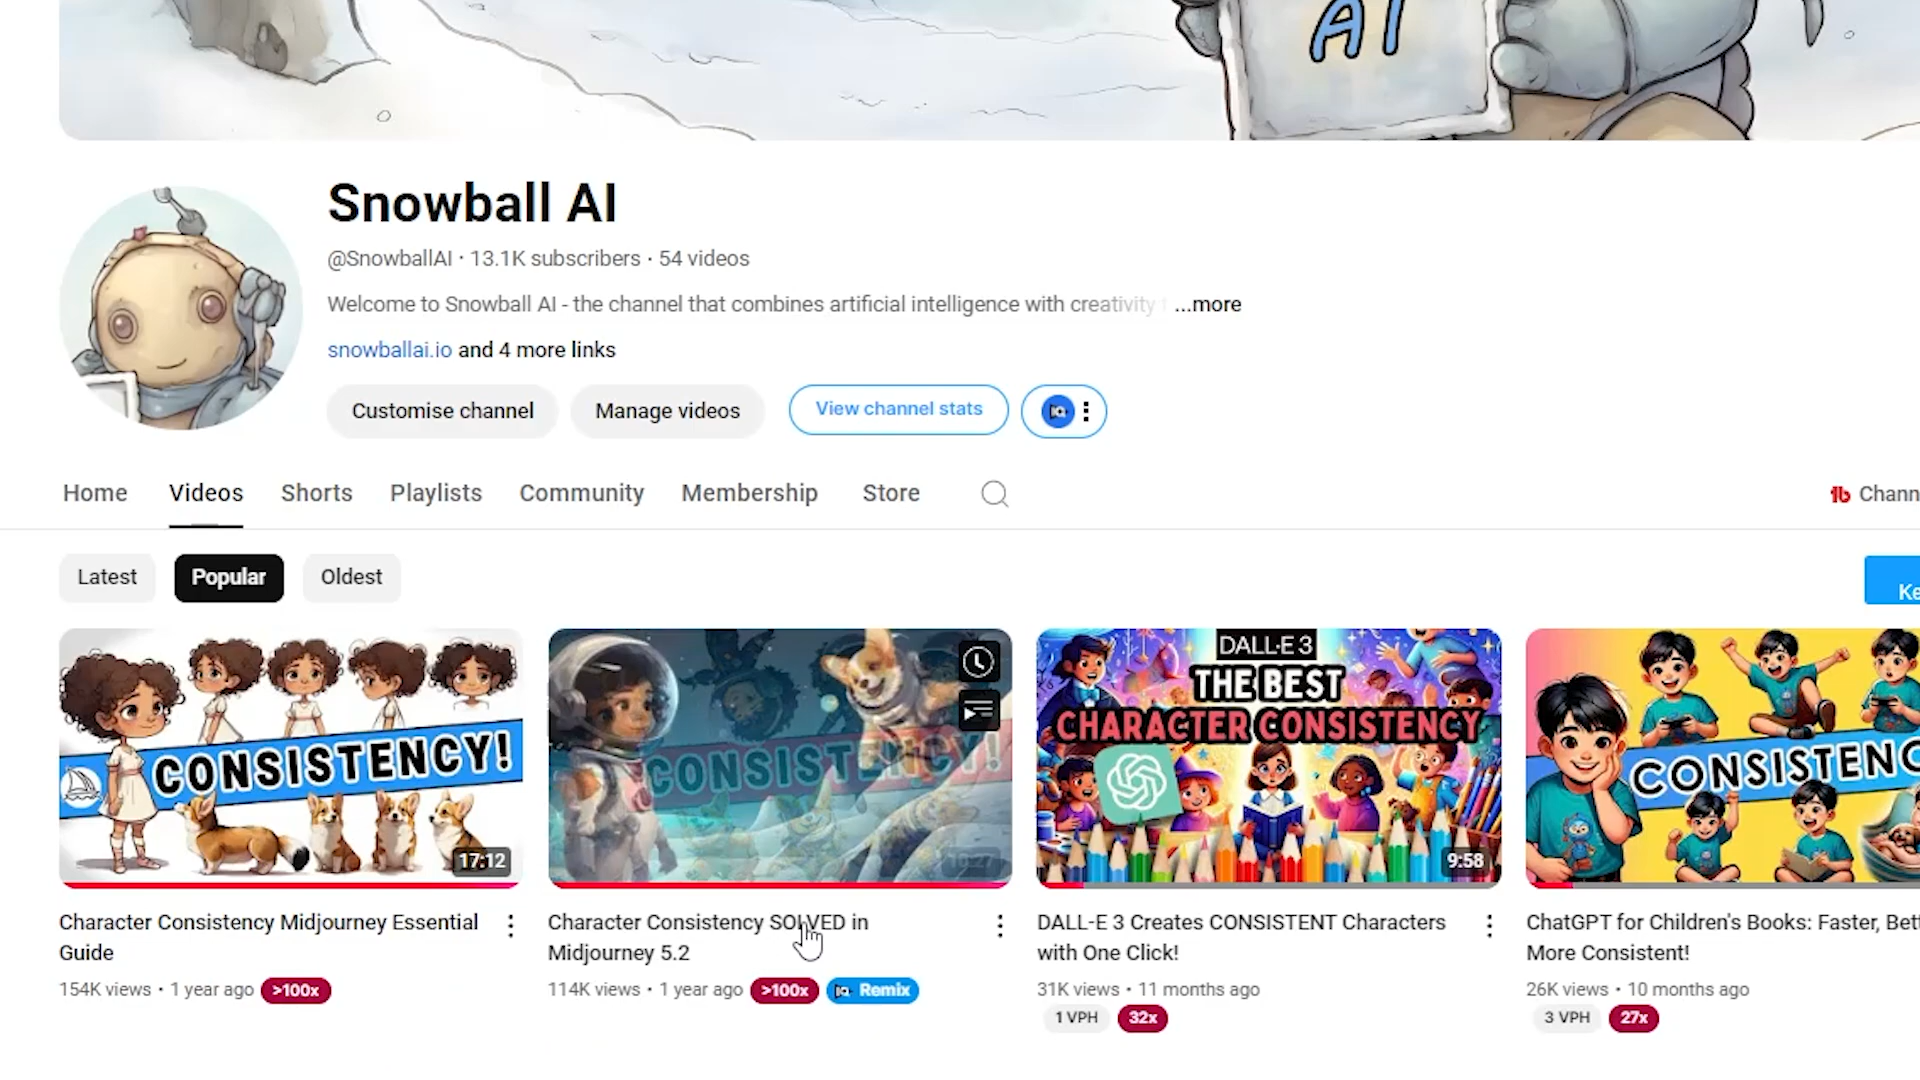 AI
Snowball AI
@SnowballAI · 13.1K subscribers · 54 videos
Welcome to Snowball AI - the channel that combines artificial intelligence with creativity ...more
snowballai.io and 4 more links
Customise channel
Manage videos
View channel stats
Home
Videos
Shorts
Playlists
Community
Membership
Store
Chann
Latest
Popular
Oldest
Ke
CONSISTENCY!
17:12
CONSISTENCY!
DALL·E 3
THE BEST
CHARACTER CONSISTENCY
9:58
CONSISTENC
Character Consistency Midjourney Essential
Guide
154K views · 1 year ago >100x
Character Consistency SOLVED in
Midjourney 5.2
114K views · 1 year ago >100x Remix
DALL-E 3 Creates CONSISTENT Characters
with One Click!
31K views · 11 months ago
1 VPH 32x
ChatGPT for Children's Books: Faster, Bett
More Consistent!
26K views · 10 months ago
3 VPH 27x